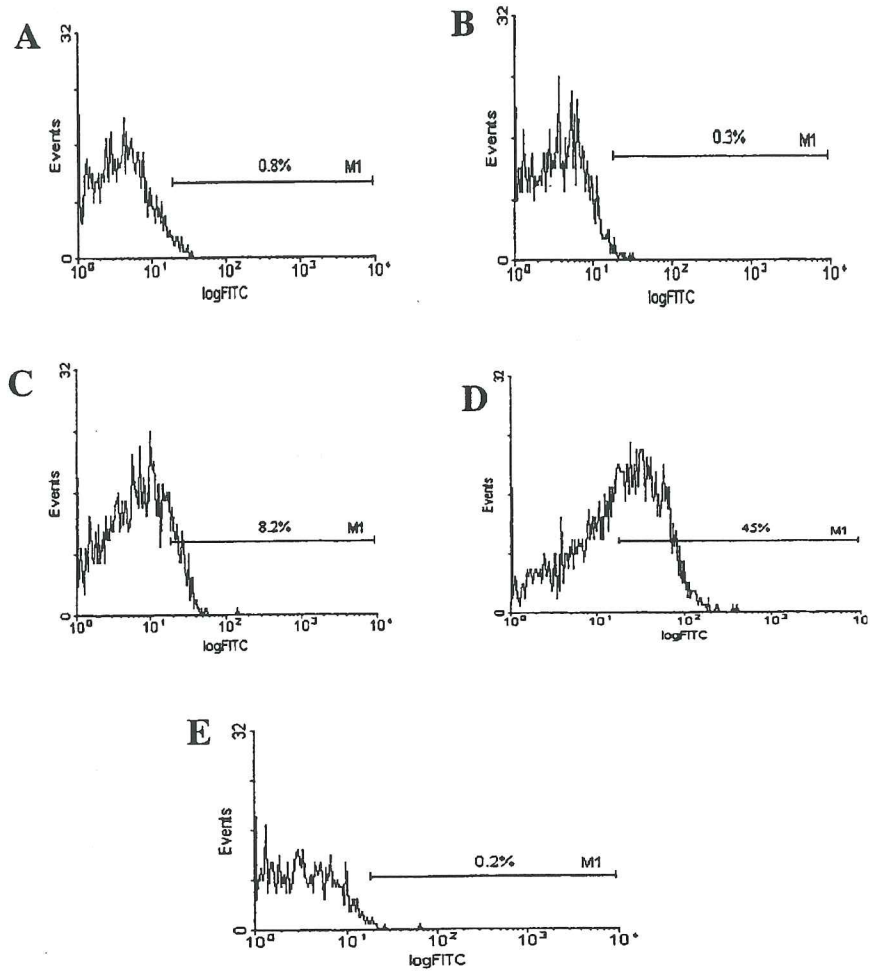 A
32
Events
0.8% M1
0
10⁰ 10¹ 10² 10³ 10⁴
logFITC
B
32
Events
0.3% M1
0
10⁰ 10¹ 10² 10³ 10⁴
logFITC
C
32
Events
8.2% M1
0
10⁰ 10¹ 10² 10³ 10⁴
logFITC
D
32
Events
45% M1
0
10⁰ 10¹ 10² 10³ 10
logFITC
E
32
Events
0.2% M1
0
10⁰ 10¹ 10² 10³ 10⁴
logFITC